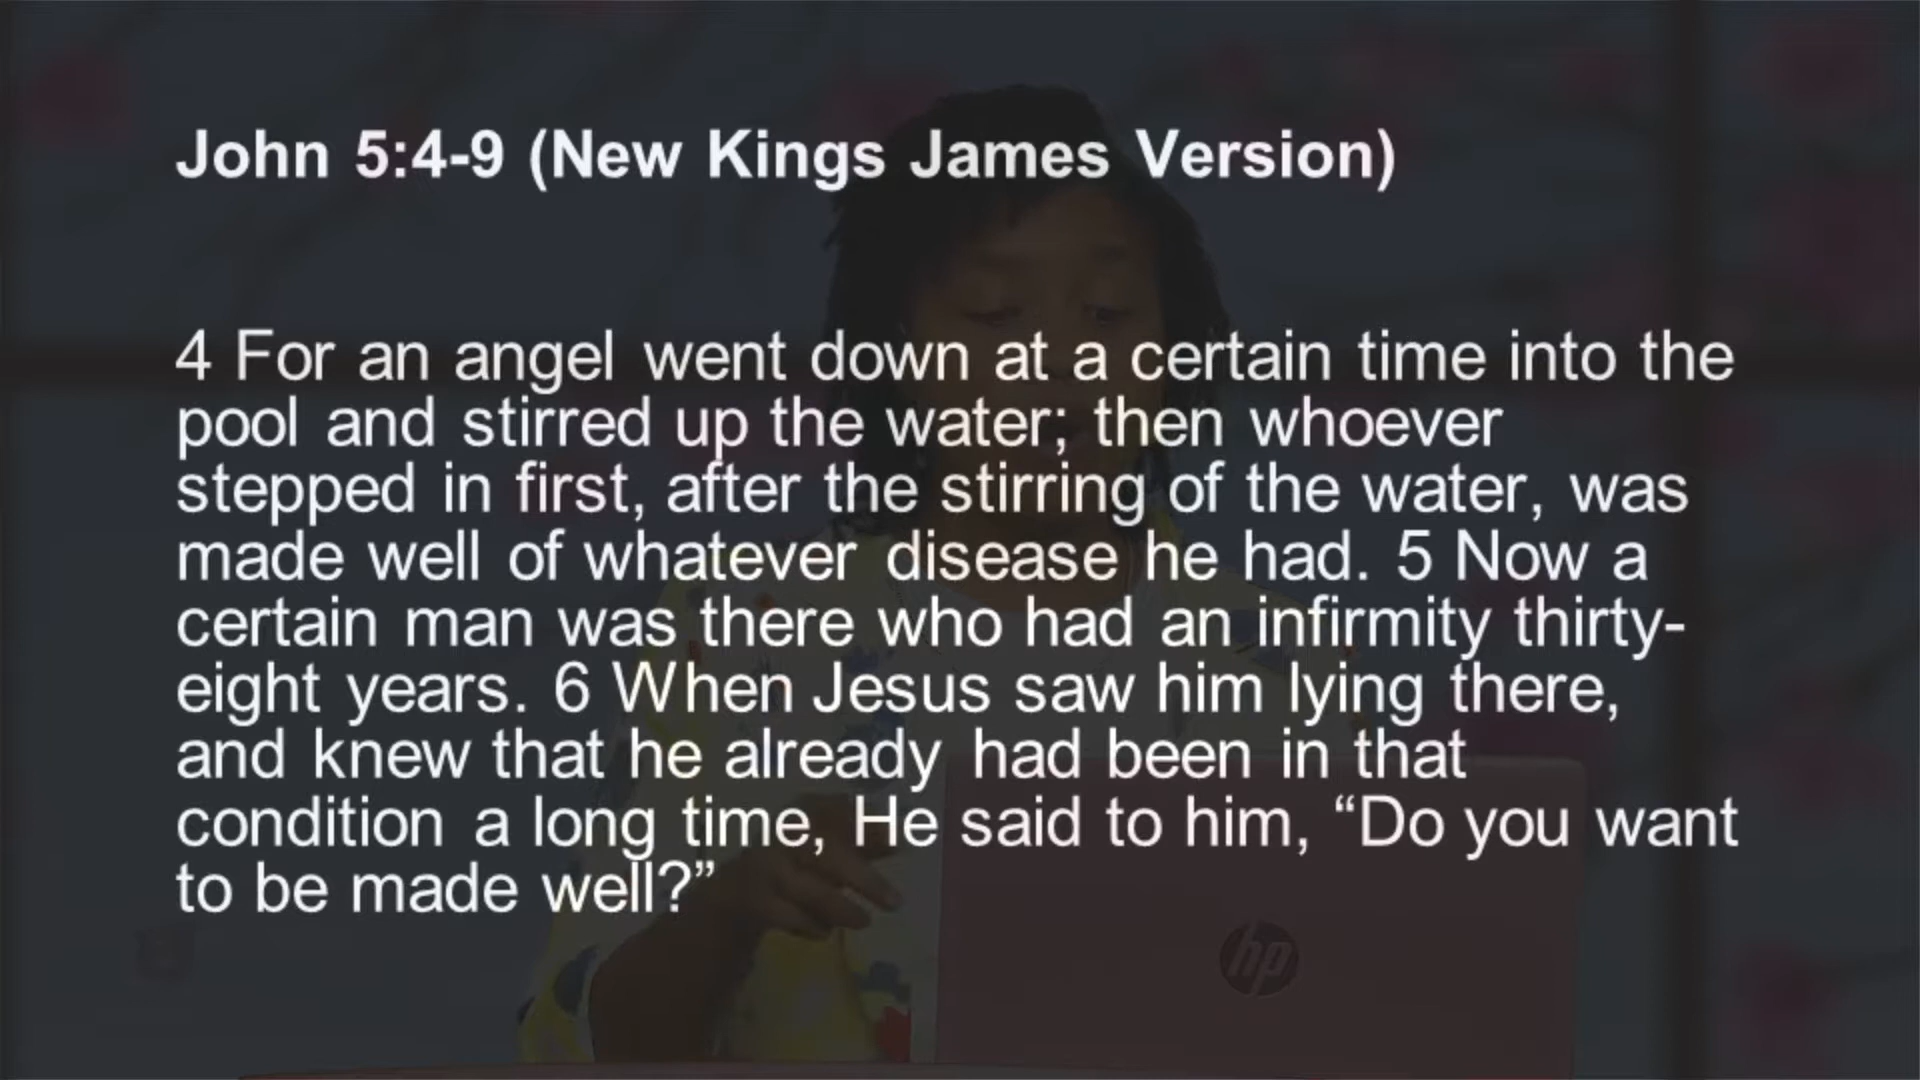 John 5:4-9 (New Kings James Version)
4 For an angel went down at a certain time into the
pool and stirred up the water; then whoever
stepped in first, after the stirring of the water, was
made well of whatever disease he had. 5 Now a
certain man was there who had an infirmity thirty-
eight years. 6 When Jesus saw him lying there,
and knew that he already had been in that
condition a long time, He said to him, “Do you want
to be made well?”
hp